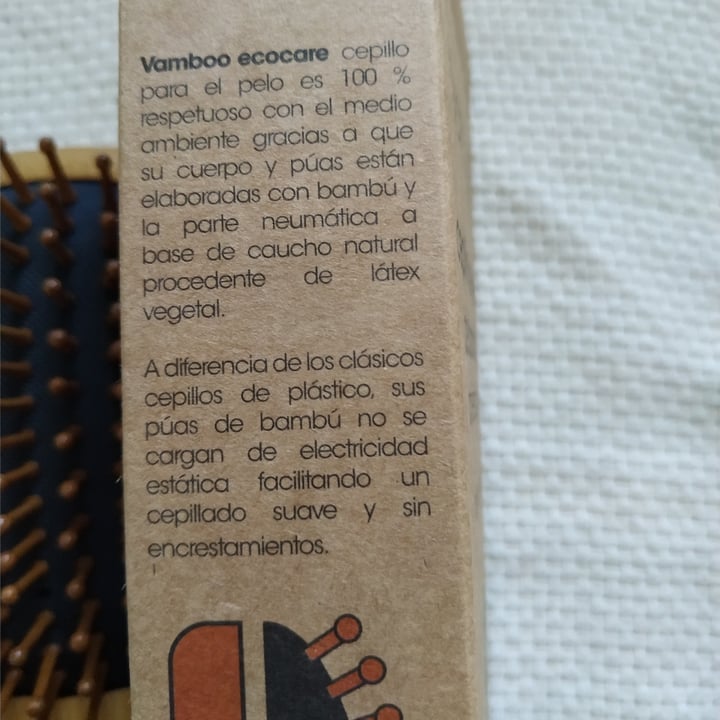 Vamboo ecocare cepillo
para el pelo es 100 %
respetuoso con el medio
ambiente gracias a que
su cuerpo y púas están
elaboradas con bambú y
la parte neumática a
base de caucho natural
procedente de látex
vegetal.
A diferencia de los clásicos
cepillos de plástico, sus
púas de bambú no se
cargan de electricidad
estática facilitando un
cepillado suave y sin
encrestamientos.